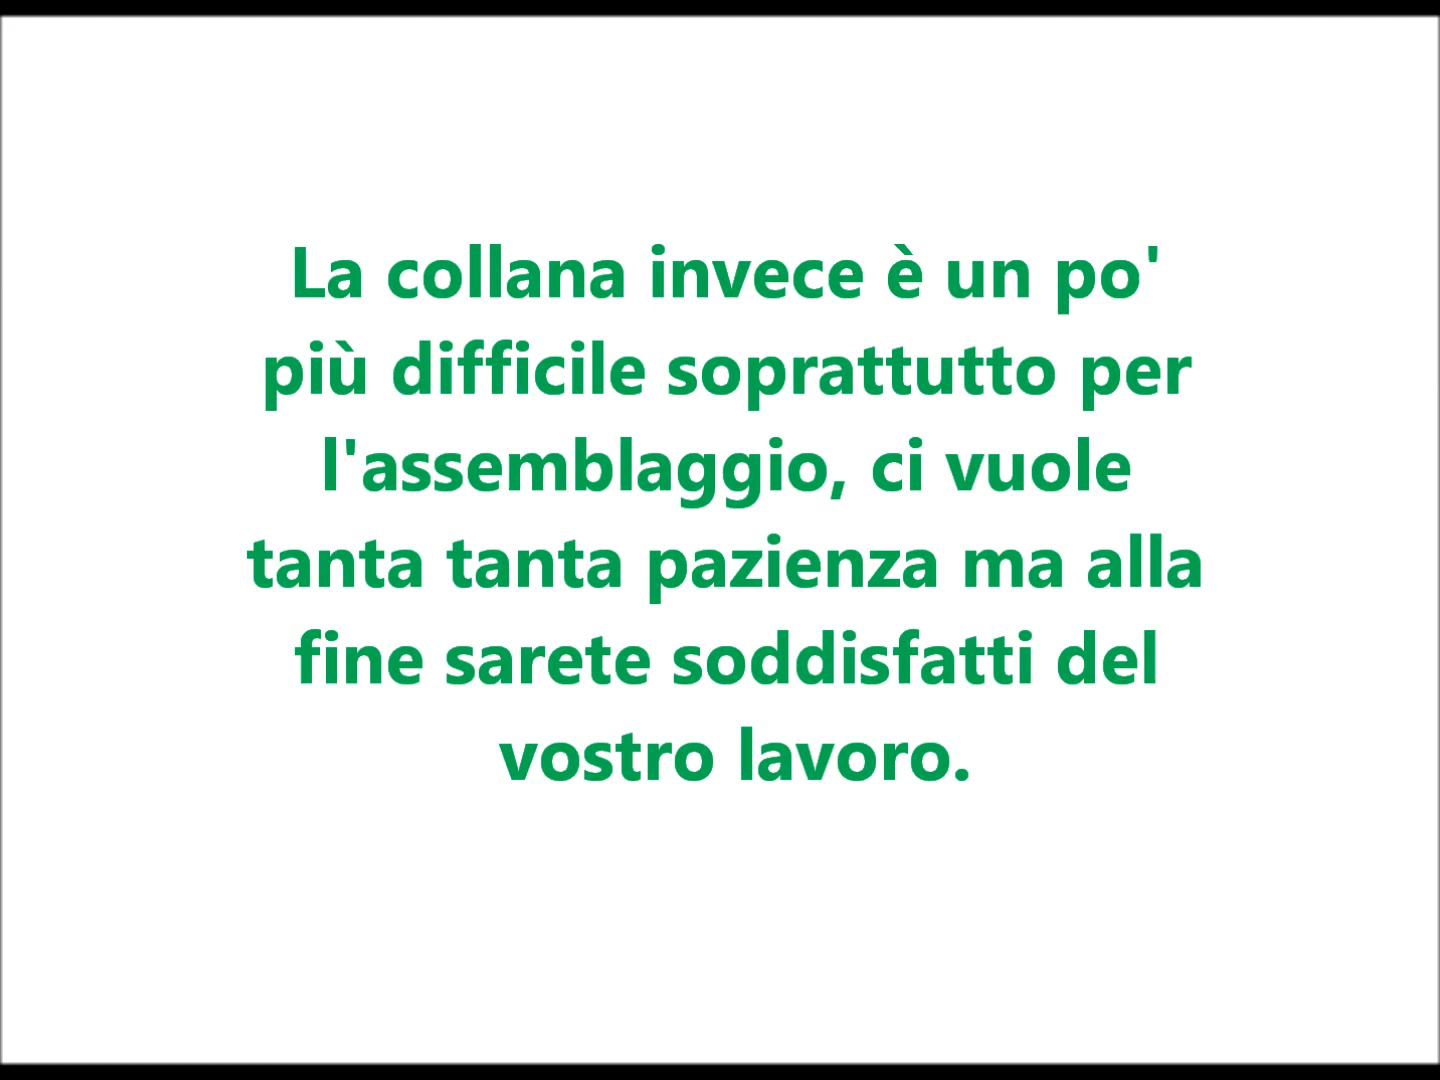 La collana invece è un po'
più difficile soprattutto per
l'assemblaggio, ci vuole
tanta tanta pazienza ma alla
fine sarete soddisfatti del
vostro lavoro.